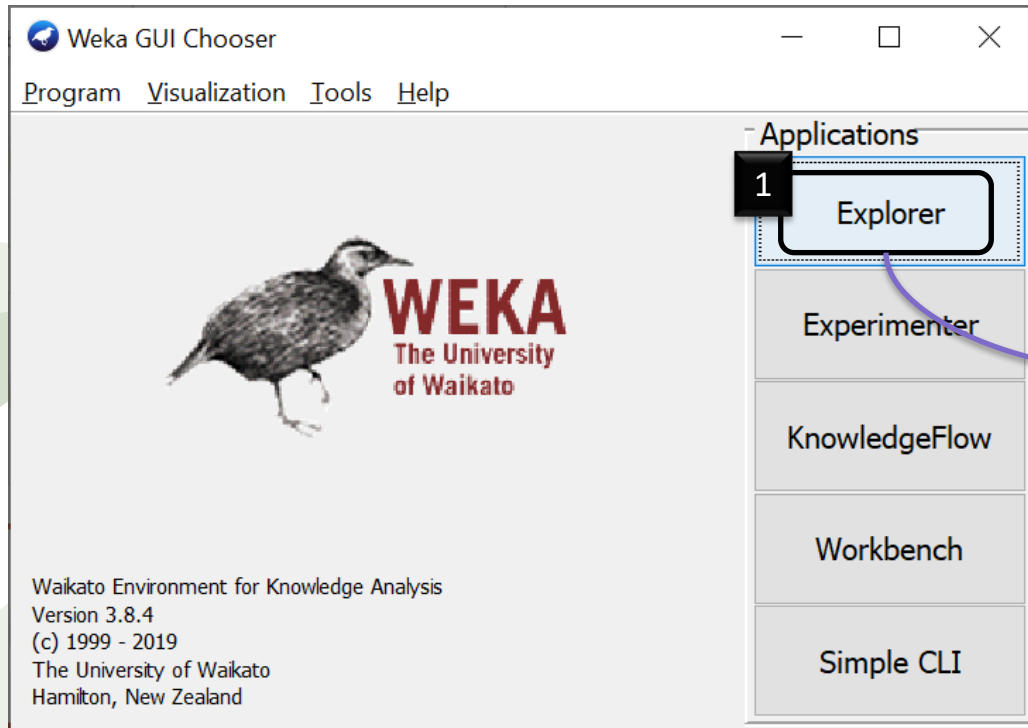 Weka GUI Chooser
Program Visualization Tools Help
Applications
1
Explorer
Experimenter
KnowledgeFlow
Workbench
Simple CLI
WEKA
The University
of Waikato
Waikato Environment for Knowledge Analysis
Version 3.8.4
(c) 1999 - 2019
The University of Waikato
Hamilton, New Zealand